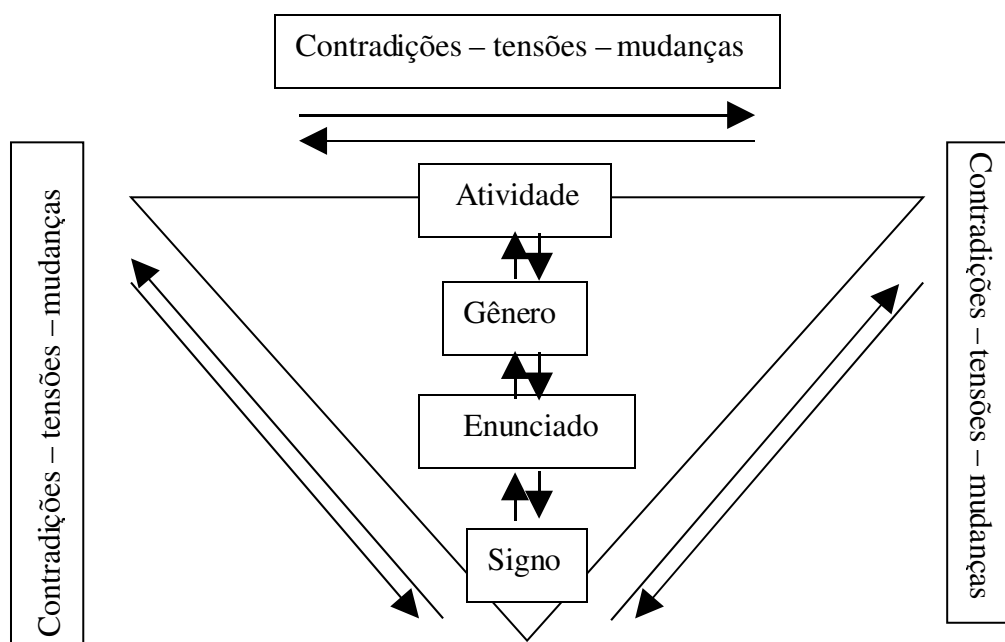 Contradições – tensões – mudanças
Contradições – tensões – mudanças
Atividade
Gênero
Enunciado
Signo
Contradições – tensões – mudanças